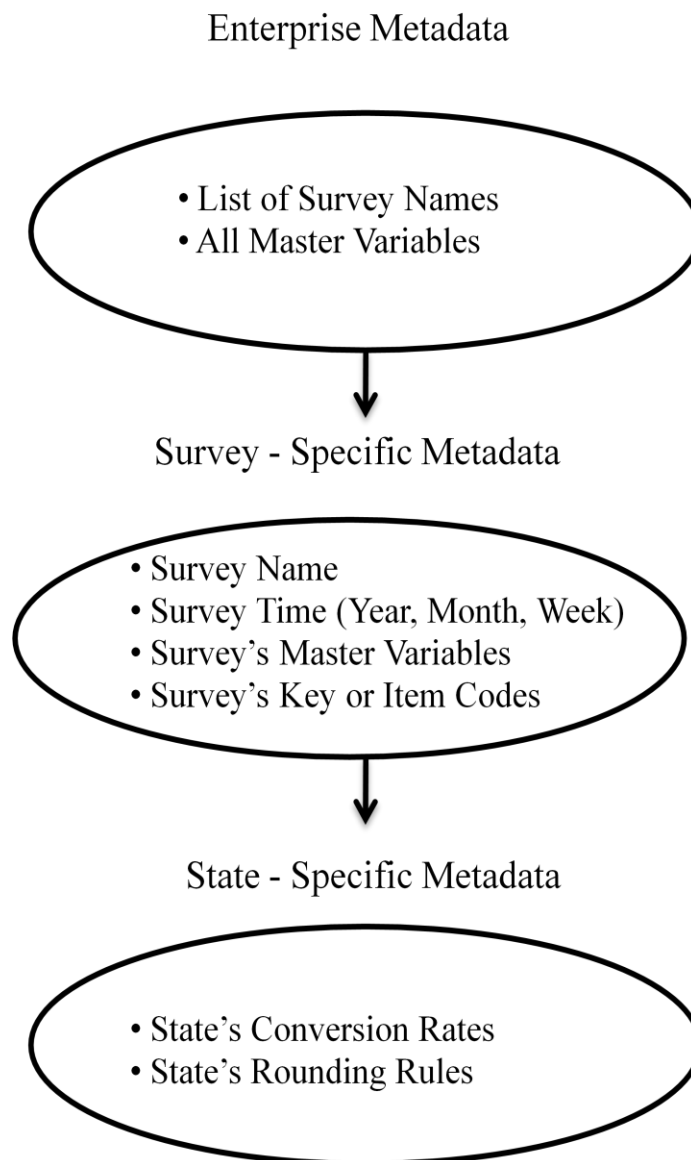 Enterprise Metadata
• List of Survey Names
• All Master Variables
Survey - Specific Metadata
• Survey Name
• Survey Time (Year, Month, Week)
• Survey’s Master Variables
• Survey’s Key or Item Codes
State - Specific Metadata
• State’s Conversion Rates
• State’s Rounding Rules